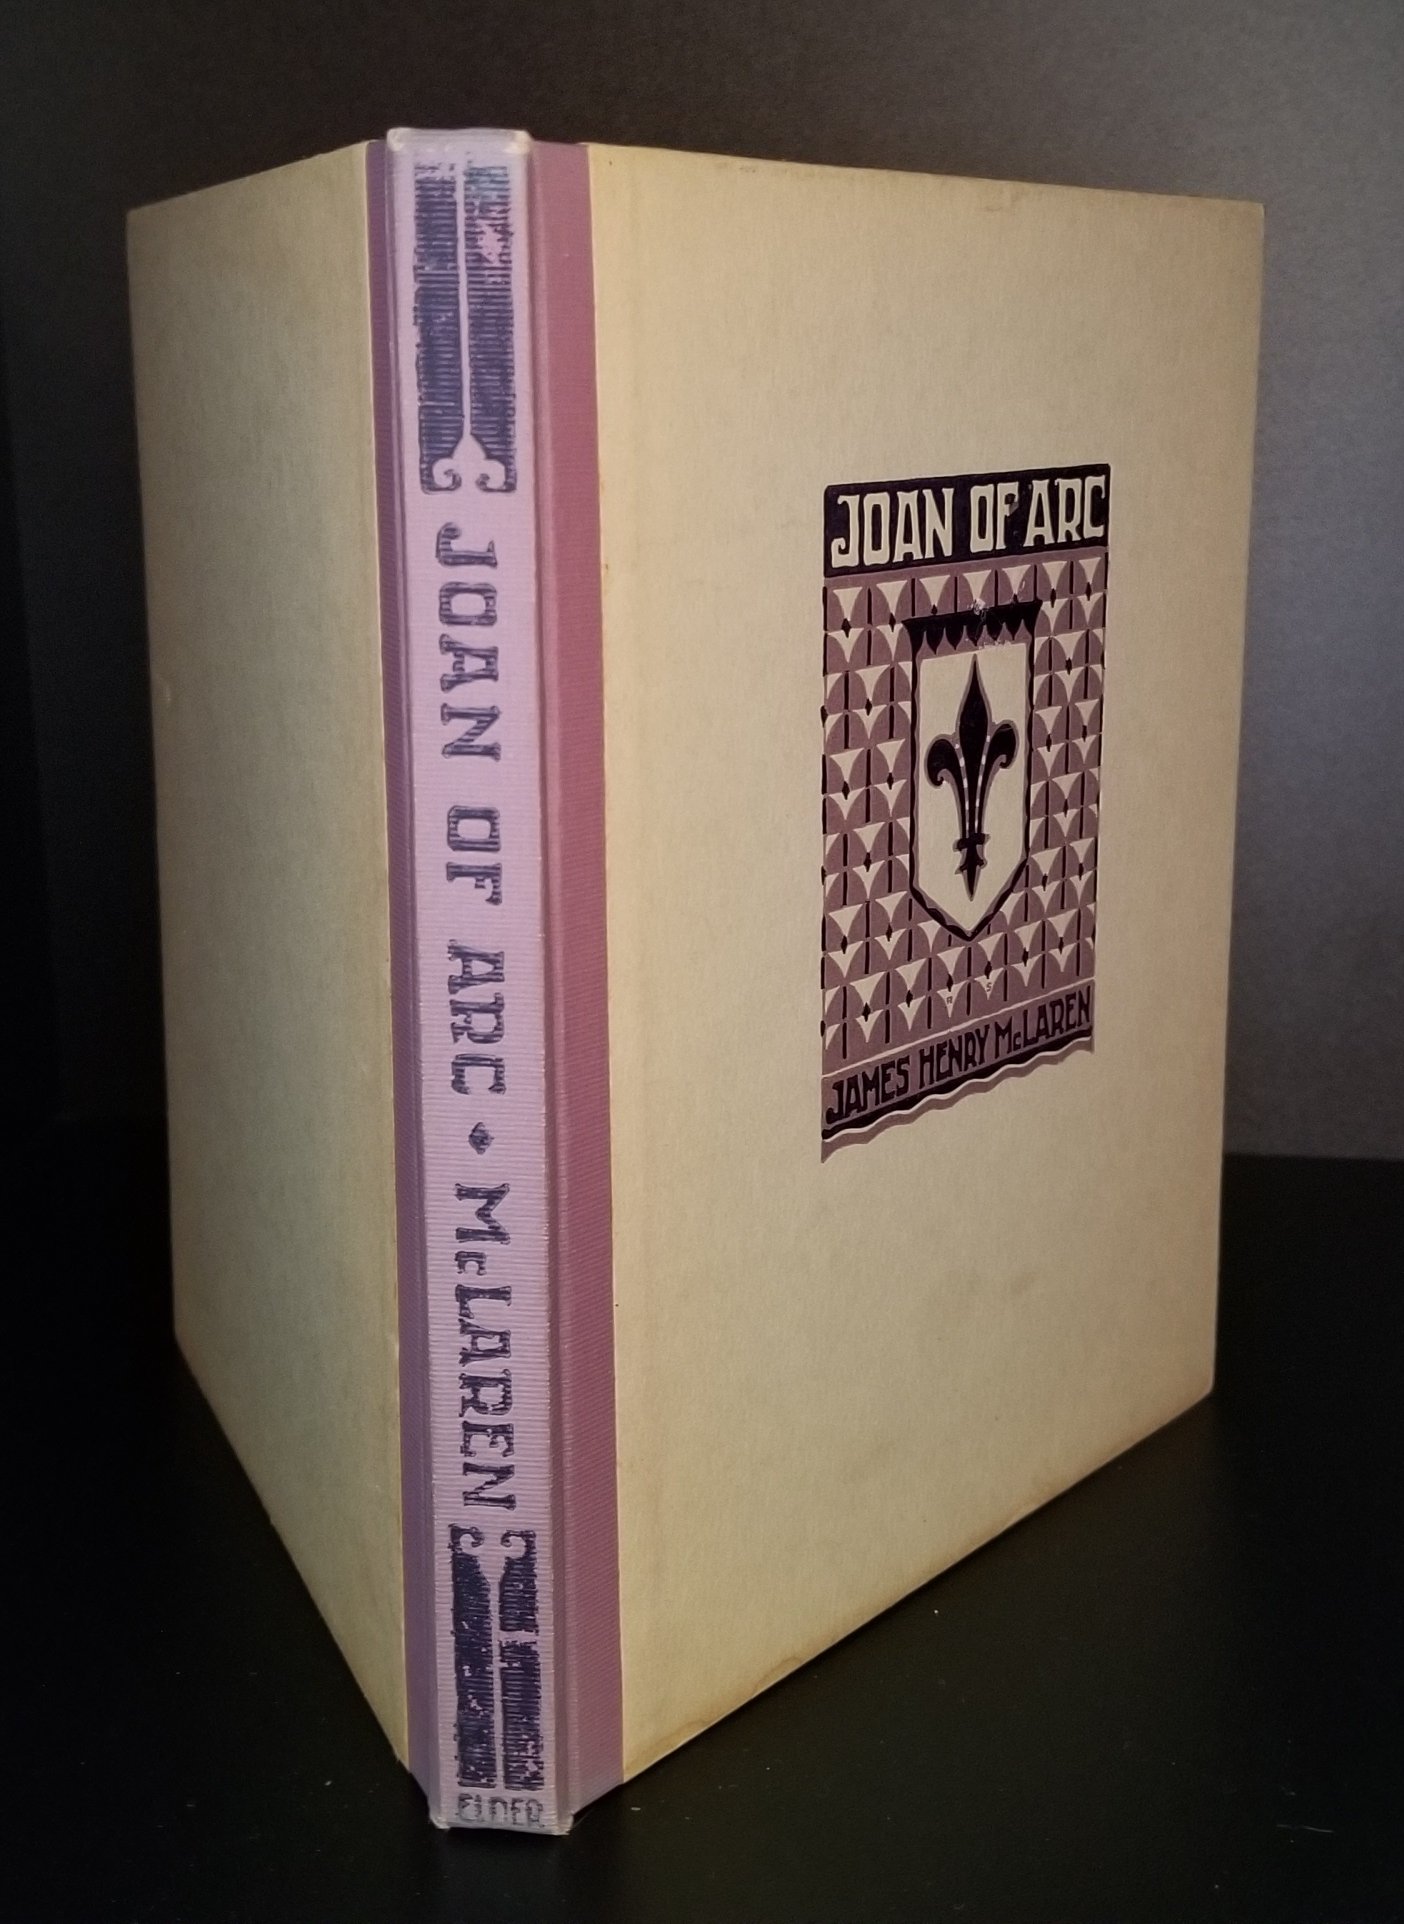 JOAN OF ARC • McLAREN
ELDER
JOAN OF ARC
R S
JAMES HENRY McLAREN